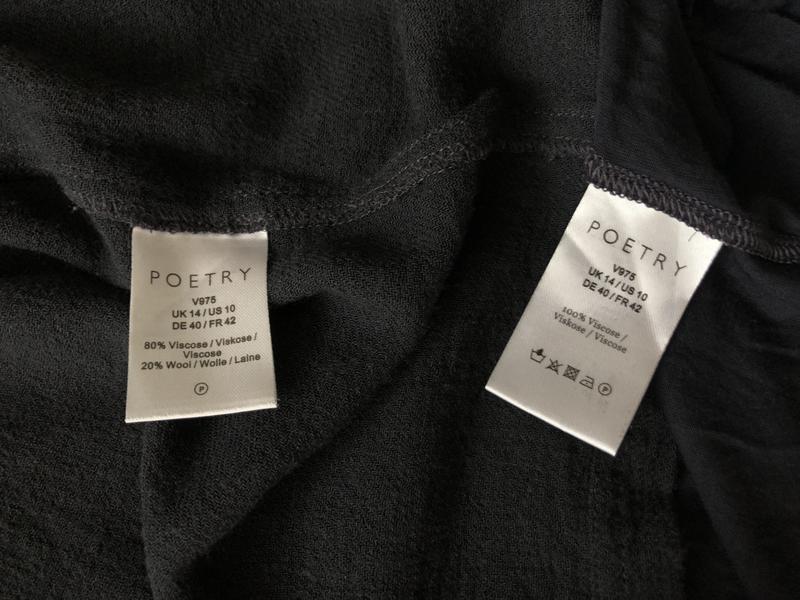 POETRY
V975
UK 14 / US 10
DE 40 / FR 42
80% Viscose / Viskose /
Viscose
20% Wool / Wolle / Laine
P
POETRY
V975
UK 14 / US 10
DE 40 / FR 42
100% Viscose /
Viskose / Viscose
P